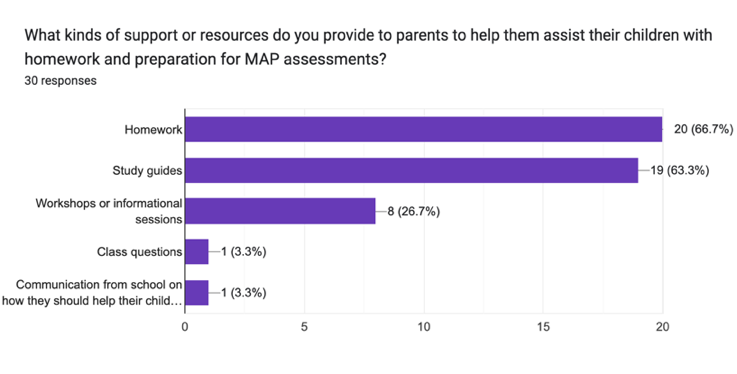 What kinds of support or resources do you provide to parents to help them assist their children with
homework and preparation for MAP assessments?
30 responses
Homework
20 (66.7%)
Study guides
19 (63.3%)
Workshops or informational
sessions
8 (26.7%)
Class questions
1 (3.3%)
Communication from school on
how they should help their child...
1 (3.3%)
0
5
10
15
20